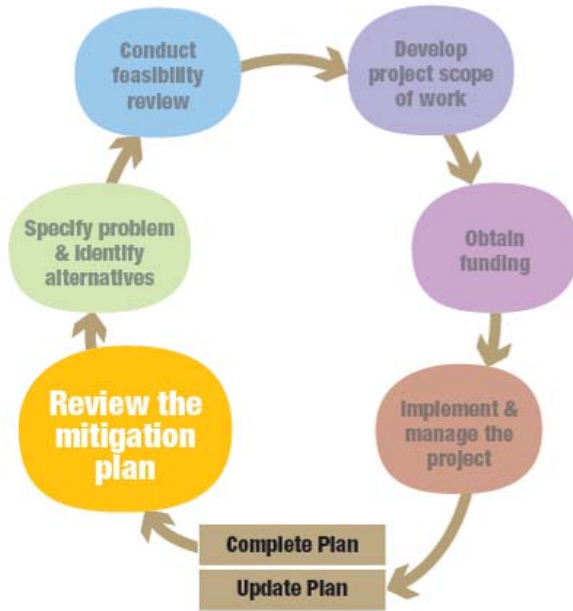 Conduct
feasibility
review
Develop
project scope
of work
Specify problem
& identify
alternatives
Obtain
funding
Review the
mitigation
plan
Implement &
manage the
project
Complete Plan
Update Plan